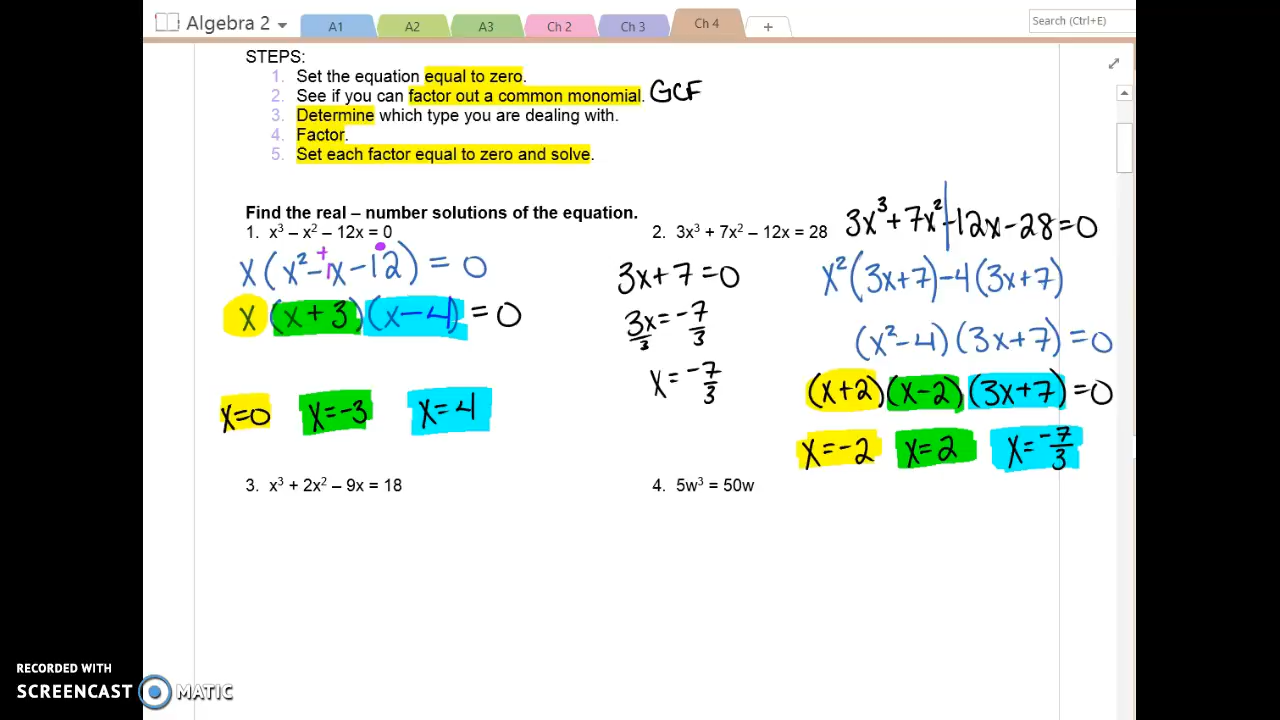 Algebra 2 A1 A2 A3 Ch 2 Ch 3 Ch 4 +
Search (Ctrl+E)
STEPS:
1. Set the equation equal to zero.
2. See if you can factor out a common monomial. GCF
3. Determine which type you are dealing with.
4. Factor.
5. Set each factor equal to zero and solve.
Find the real – number solutions of the equation.
1. x³ – x² – 12x = 0
x(x² - 1x - 12) = 0
+
x(x+3)(x-4) = 0
x=0 x=-3 x=4
2. 3x³ + 7x² – 12x = 28
3x³+7x²-12x-28=0
3x+7=0
3x/3 = -7/3
x = -7/3
x²(3x+7)-4(3x+7)
(x²-4)(3x+7)=0
(x+2)(x-2)(3x+7)=0
x=-2 x=2 x=-7/3
3. x³ + 2x² – 9x = 18
4. 5w³ = 50w
RECORDED WITH
SCREENCAST MATIC